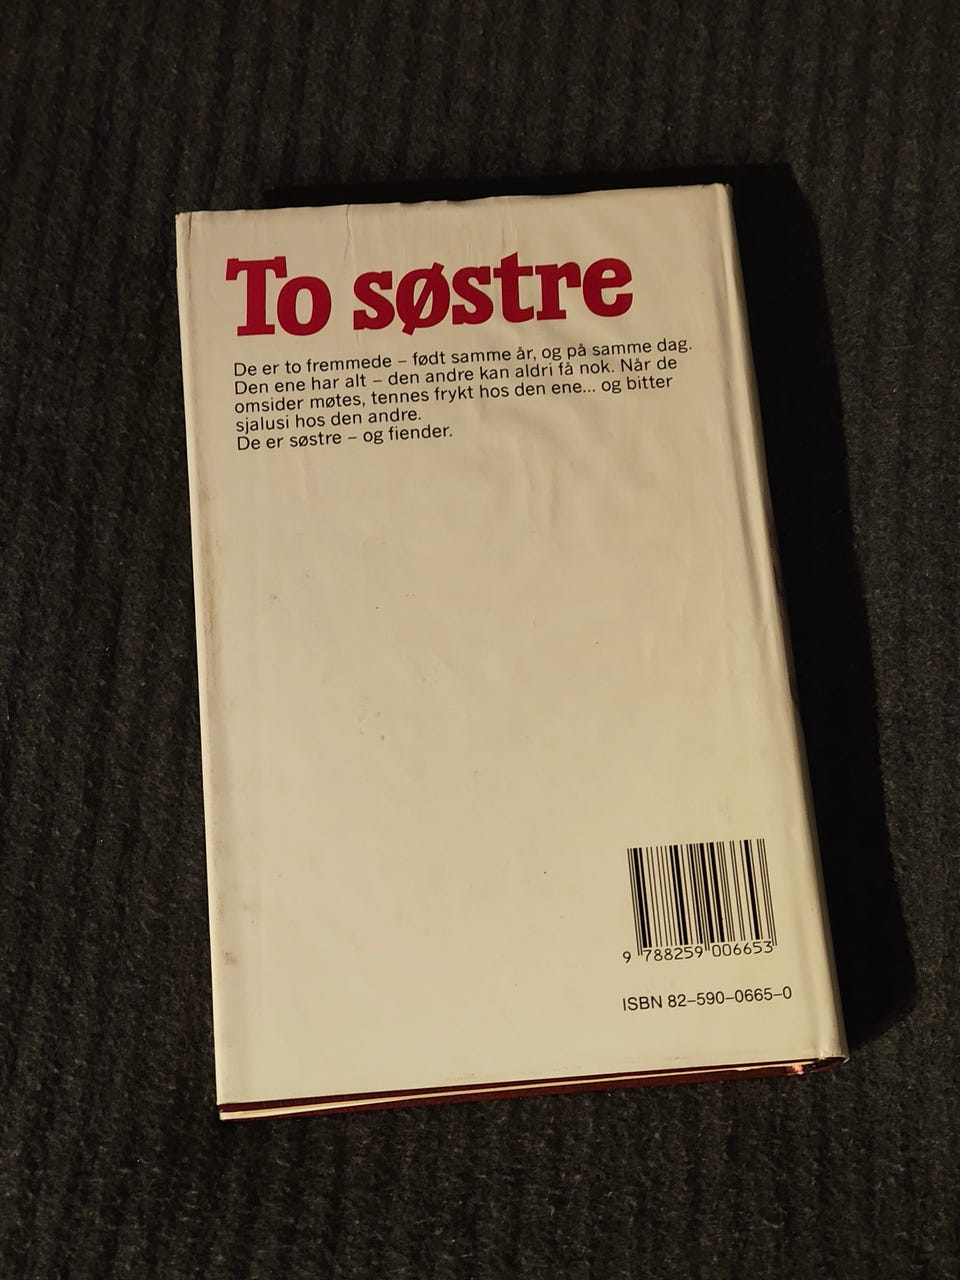 To søstre
De er to fremmede – født samme år, og på samme dag.
Den ene har alt – den andre kan aldri få nok. Når de
omsider møtes, tennes frykt hos den ene... og bitter
sjalusi hos den andre.
De er søstre – og fiender.
9 788259 006653
ISBN 82–590–0665–0